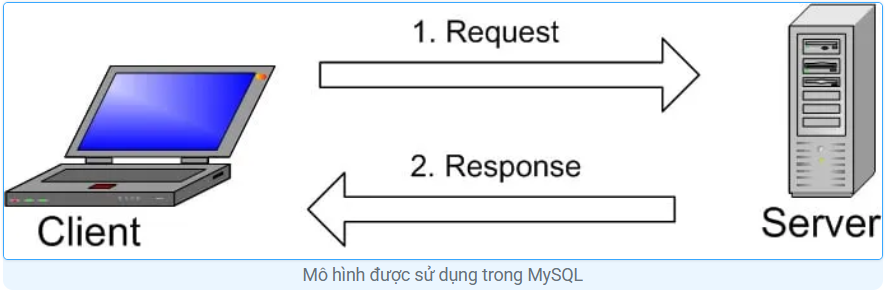 1. Request
2. Response
Client
Server
Mô hình được sử dụng trong MySQL